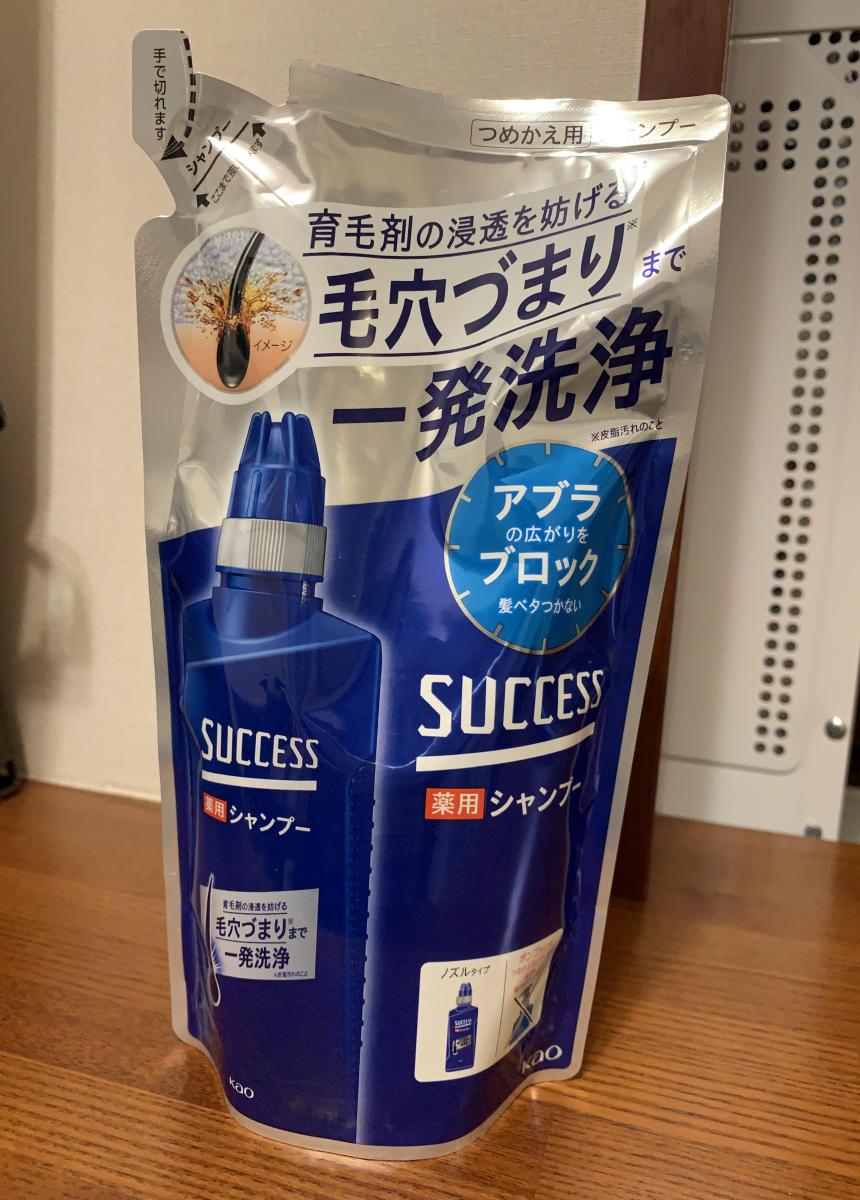 手で切れます
シャンプー
ここまで
つめかえ用 シャンプー
育毛剤の浸透を妨げる
毛穴づまり※まで
一発洗浄
※皮脂汚れのこと
イメージ
アブラ
の広がりを
ブロック
髪ベタつかない
SUCCESS
薬用 シャンプー
SUCCESS
薬用 シャンプー
育毛剤の浸透を妨げる
毛穴づまり※まで
一発洗浄
※皮脂汚れのこと
ノズルタイプ
SUCCESS
Kao
Kao